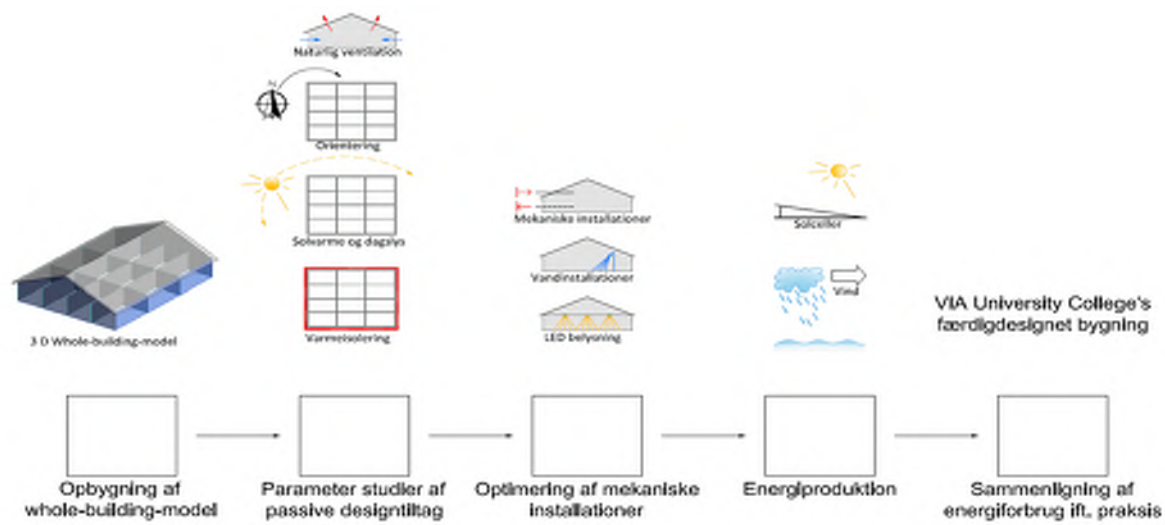 Naturlig ventilation
N
Orientering
Solvarme og dagslys
Varmeisolering
3 D Whole-building-model
Mekaniske installationer
Vandinstallationer
LED belysning
Solceller
Vind
VIA University College's
færdigdesignet bygning
Opbygning af
whole-building-model
Parameter studier af
passive designtiltag
Optimering af mekaniske
installationer
Energiproduktion
Sammenligning af
energiforbrug ift. praksis